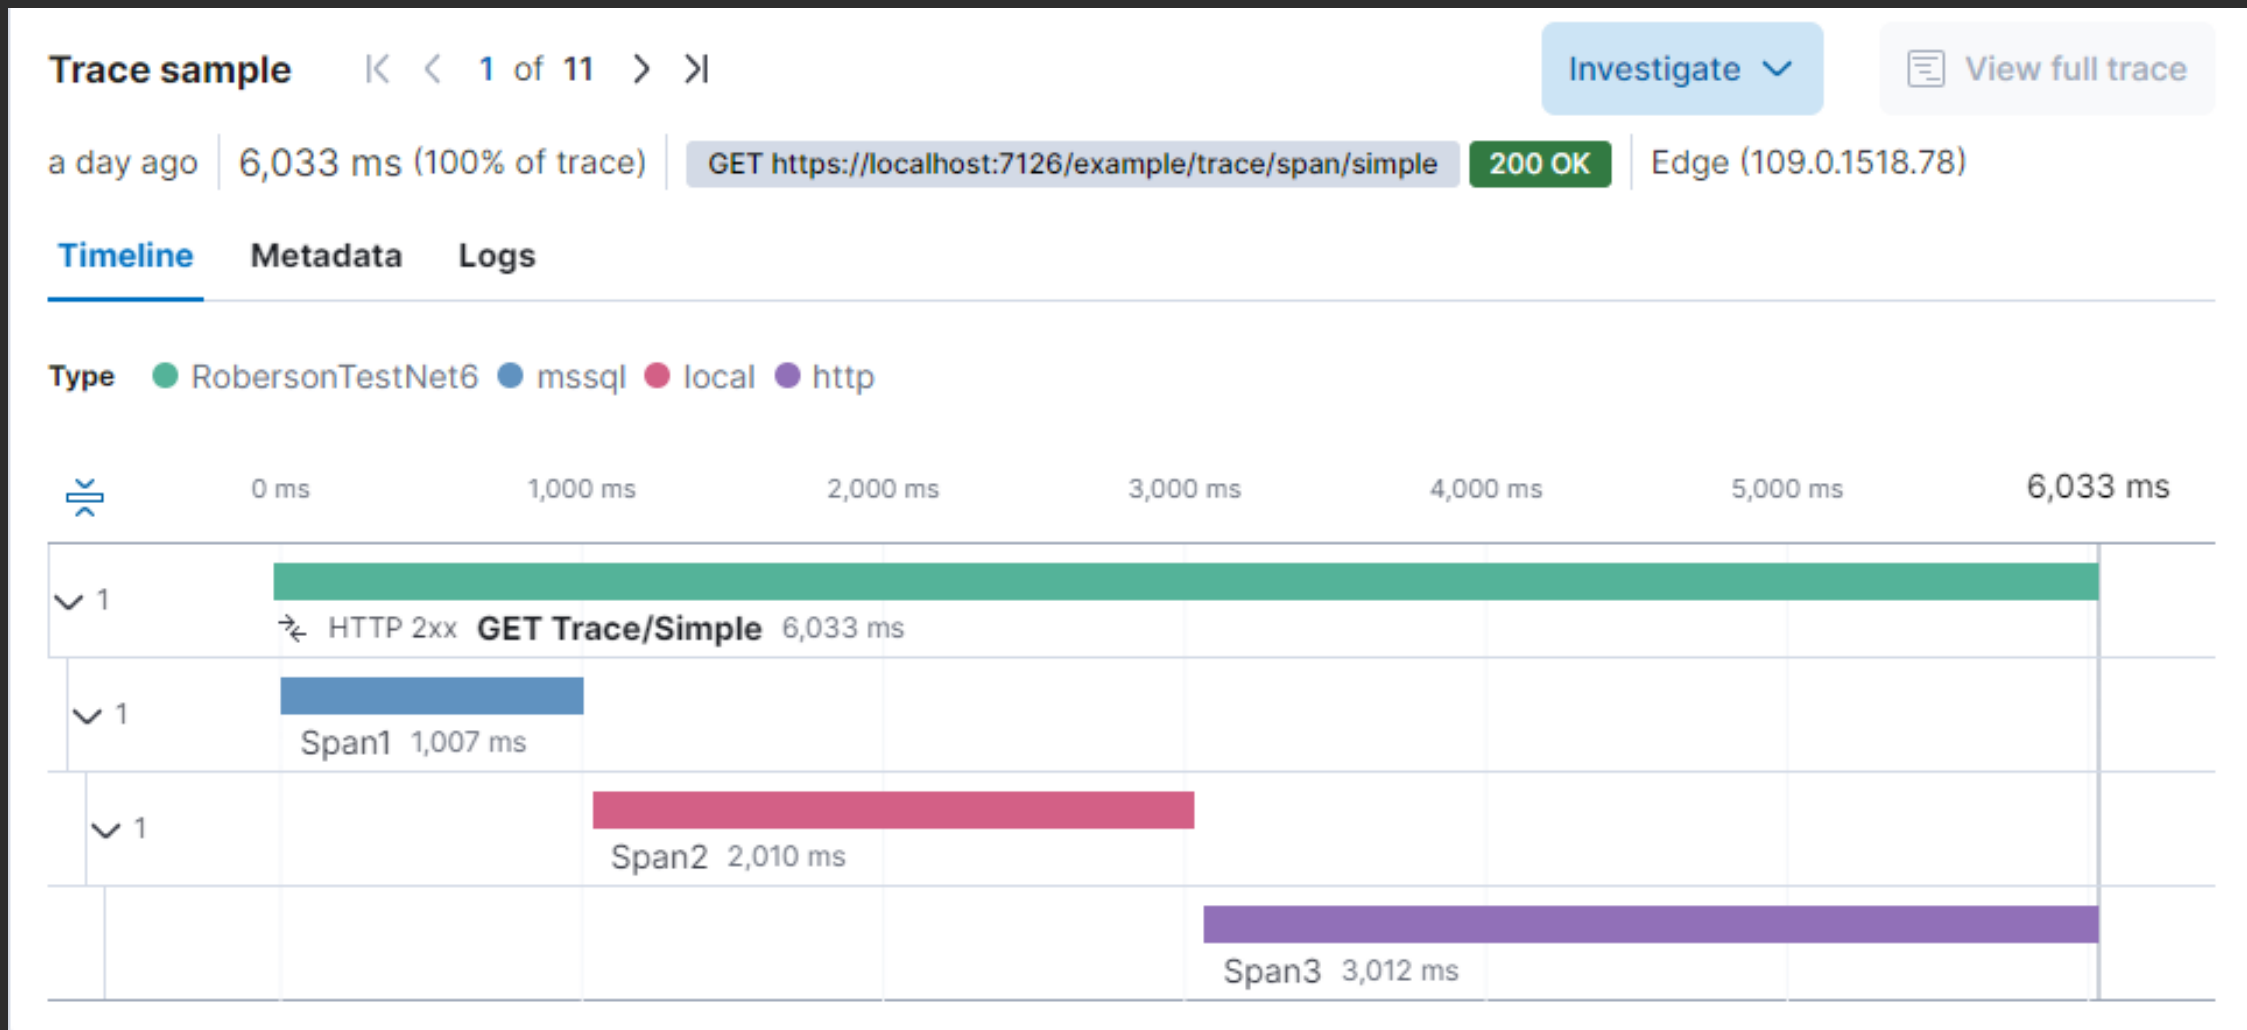 Trace sample 1 of 11 Investigate View full trace
a day ago 6,033 ms (100% of trace) GET https://localhost:7126/example/trace/span/simple 200 OK Edge (109.0.1518.78)
Timeline Metadata Logs
Type RobersonTestNet6 mssql local http
0 ms 1,000 ms 2,000 ms 3,000 ms 4,000 ms 5,000 ms 6,033 ms
1
HTTP 2xx GET Trace/Simple 6,033 ms
1
Span1 1,007 ms
1
Span2 2,010 ms
Span3 3,012 ms